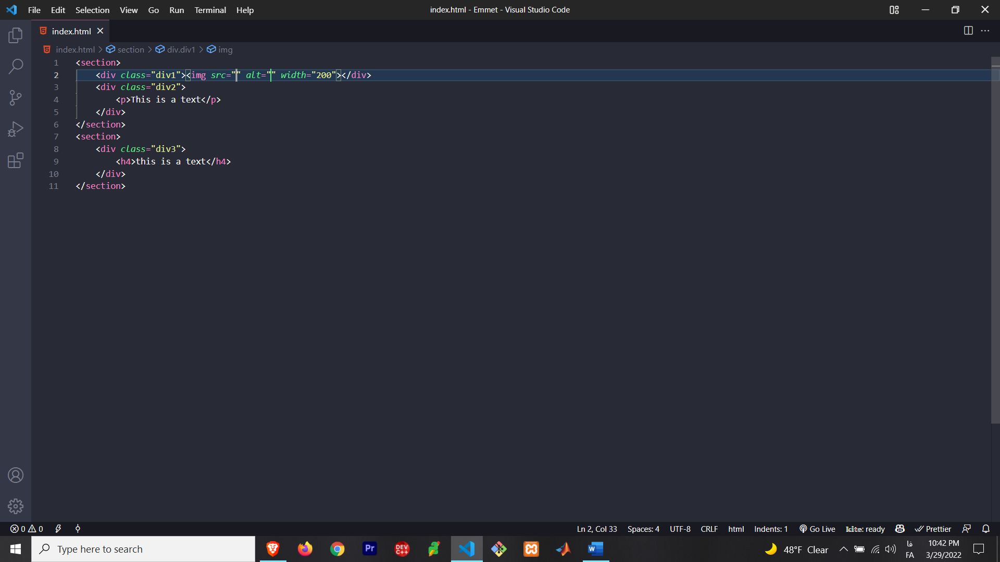 File Edit Selection View Go Run Terminal Help index.html - Emmet - Visual Studio Code
index.html
index.html > section > div.div1 > img
1 <section>
2 <div class="div1"><img src="" alt="" width="200"></div>
3 <div class="div2">
4 <p>This is a text</p>
5 </div>
6 </section>
7 <section>
8 <div class="div3">
9 <h4>this is a text</h4>
10 </div>
11 </section>
0 0 Ln 2, Col 33 Spaces: 4 UTF-8 CRLF html Indents: 1 Go Live kite: ready Prettier
Type here to search
Pr
DEV C++
W
48°F Clear
فا
FA
10:42 PM
3/29/2022